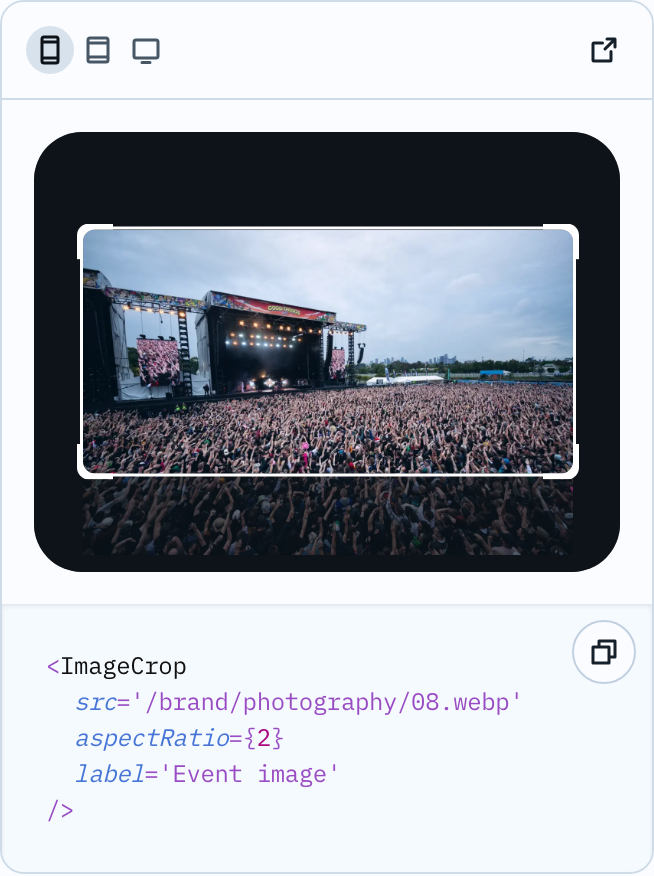 <ImageCrop
src='/brand/photography/08.webp'
aspectRatio={2}
label='Event image'
/>